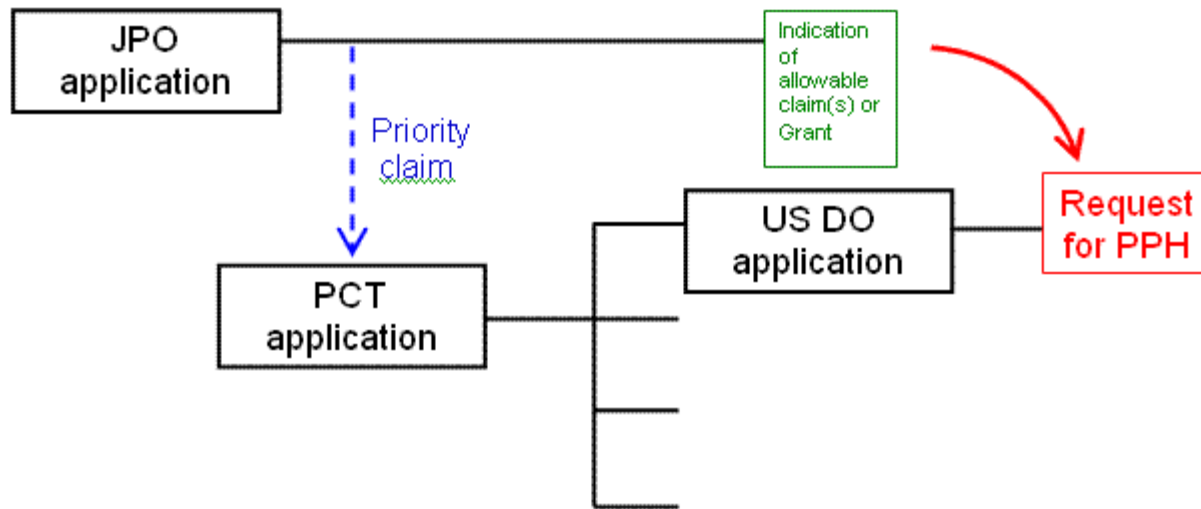 JPO
application
Indication
of
allowable
claim(s) or
Grant
Priority
claim
US DO
application
Request
for PPH
PCT
application